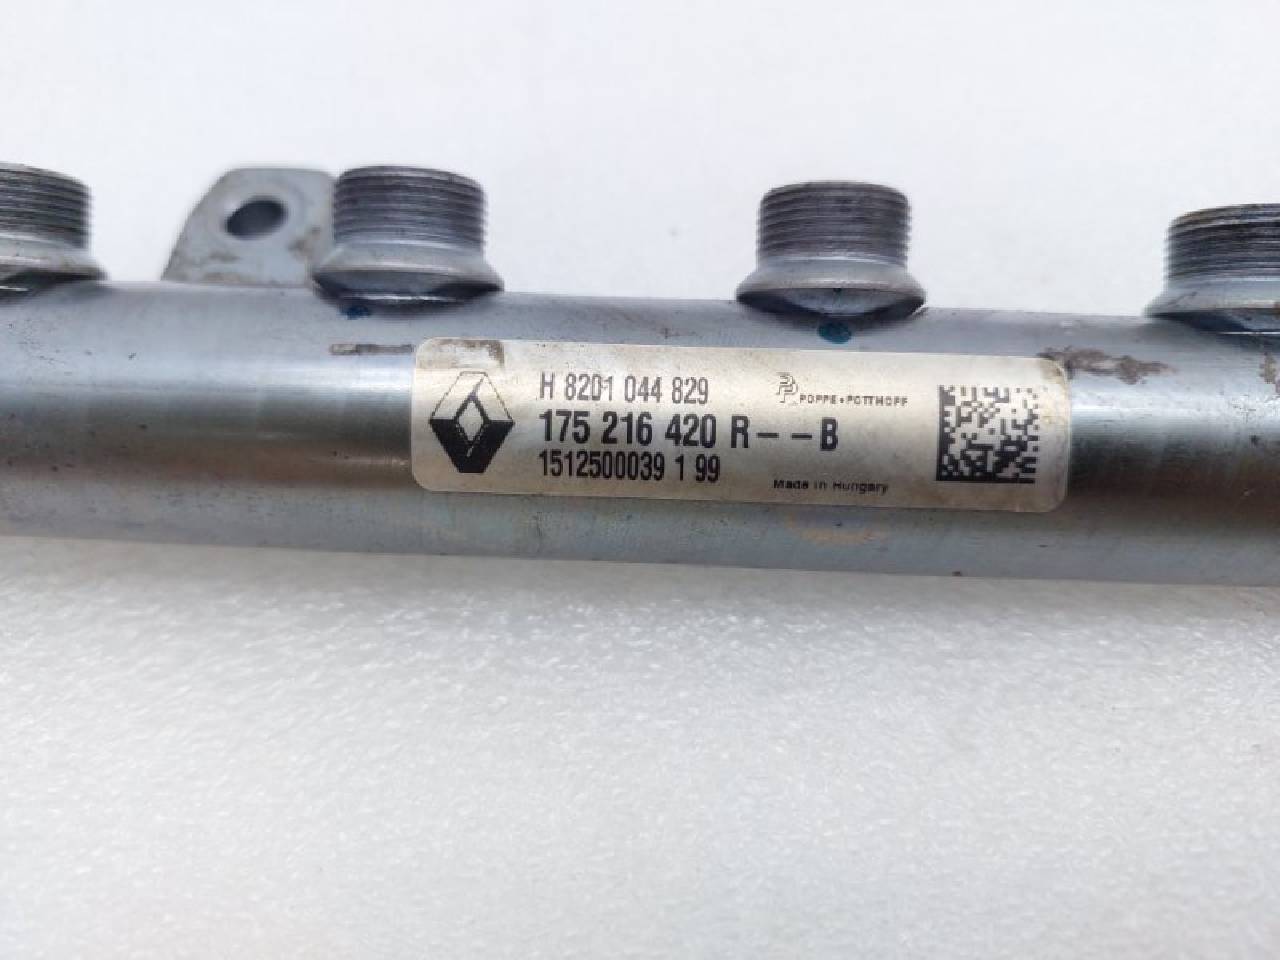 H 8201 044 829
POPPE + POTTHOFF
175 216 420 R--B
1512500039 1 99
Made in Hungary